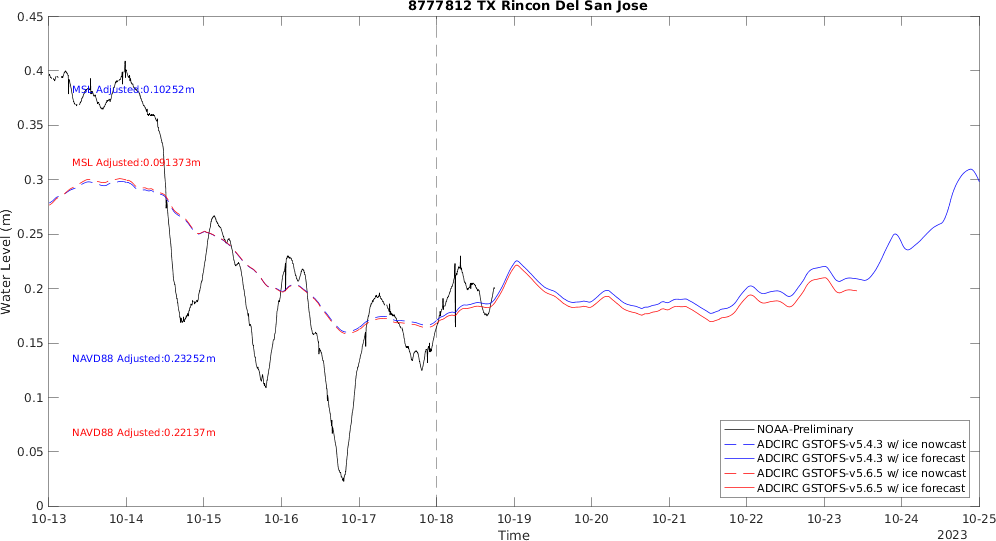 8777812 TX Rincon Del San Jose
0.45
0.4
0.35
0.3
0.25
0.2
0.15
0.1
0.05
0
Water Level (m)
MSL Adjusted:0.10252m
MSL Adjusted:0.091373m
NAVD88 Adjusted:0.23252m
NAVD88 Adjusted:0.22137m
NOAA-Preliminary
ADCIRC GSTOFS-v5.4.3 w/ ice nowcast
ADCIRC GSTOFS-v5.4.3 w/ ice forecast
ADCIRC GSTOFS-v5.6.5 w/ ice nowcast
ADCIRC GSTOFS-v5.6.5 w/ ice forecast
10-13 10-14 10-15 10-16 10-17 10-18 10-19 10-20 10-21 10-22 10-23 10-24 10-25
Time
2023